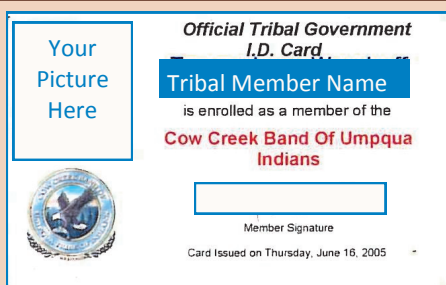 Your
Picture
Here
Official Tribal Government
I.D. Card
Tribal Member Name
is enrolled as a member of the
Cow Creek Band Of Umpqua
Indians
Member Signature
Card Issued on Thursday, June 16, 2005